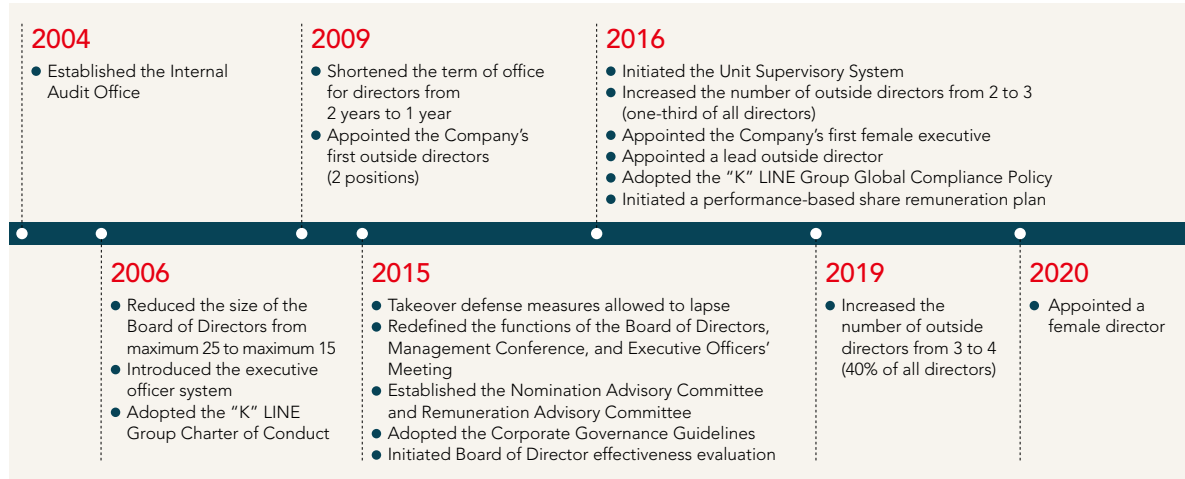 2004
● Established the Internal
Audit Office
2009
● Shortened the term of office
for directors from
2 years to 1 year
● Appointed the Company’s
first outside directors
(2 positions)
2016
● Initiated the Unit Supervisory System
● Increased the number of outside directors from 2 to 3
(one-third of all directors)
● Appointed the Company’s first female executive
● Appointed a lead outside director
● Adopted the “K” LINE Group Global Compliance Policy
● Initiated a performance-based share remuneration plan
2006
● Reduced the size of the
Board of Directors from
maximum 25 to maximum 15
● Introduced the executive
officer system
● Adopted the “K” LINE
Group Charter of Conduct
2015
● Takeover defense measures allowed to lapse
● Redefined the functions of the Board of Directors,
Management Conference, and Executive Officers’
Meeting
● Established the Nomination Advisory Committee
and Remuneration Advisory Committee
● Adopted the Corporate Governance Guidelines
● Initiated Board of Director effectiveness evaluation
2019
● Increased the
number of outside
directors from 3 to 4
(40% of all directors)
2020
● Appointed a
female director